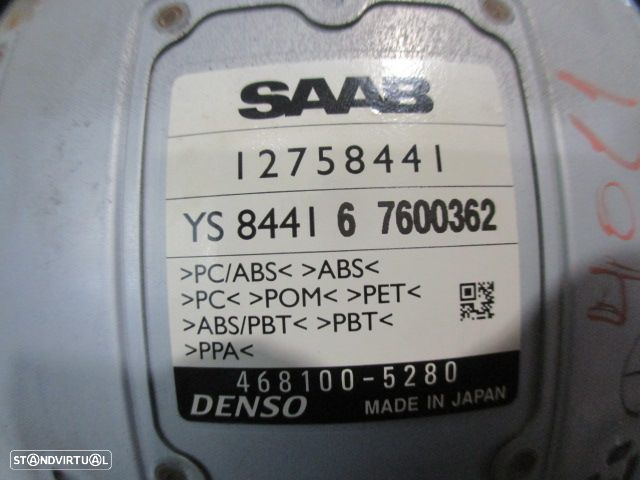 SAAB
12758441
YS 8441 6 7600362
>PC/ABS< >ABS<
>PC< >POM< >PET<
>ABS/PBT< >PBT<
>PPA<
468100-5280
DENSO MADE IN JAPAN
STANDVIRTUAL